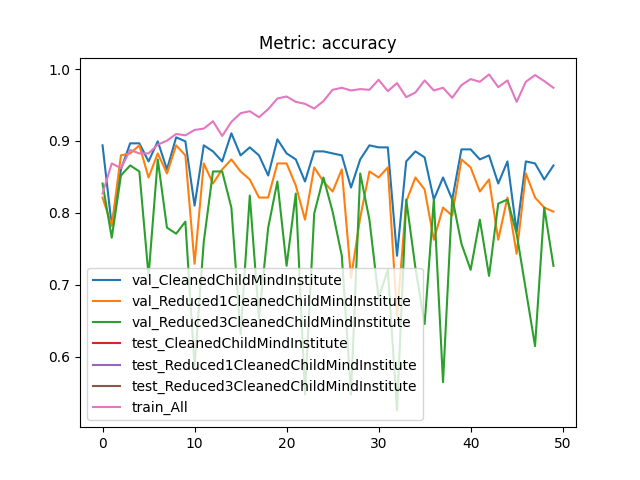 Metric: accuracy
1.0
0.9
0.8
0.7
0.6
val_CleanedChildMindInstitute
val_Reduced1CleanedChildMindInstitute
val_Reduced3CleanedChildMindInstitute
test_CleanedChildMindInstitute
test_Reduced1CleanedChildMindInstitute
test_Reduced3CleanedChildMindInstitute
train_All
0 10 20 30 40 50